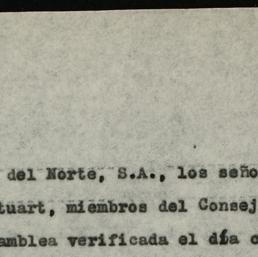 del Norte, S.A., los seño
tuart, miembros del Consej
amblea verificada el día c